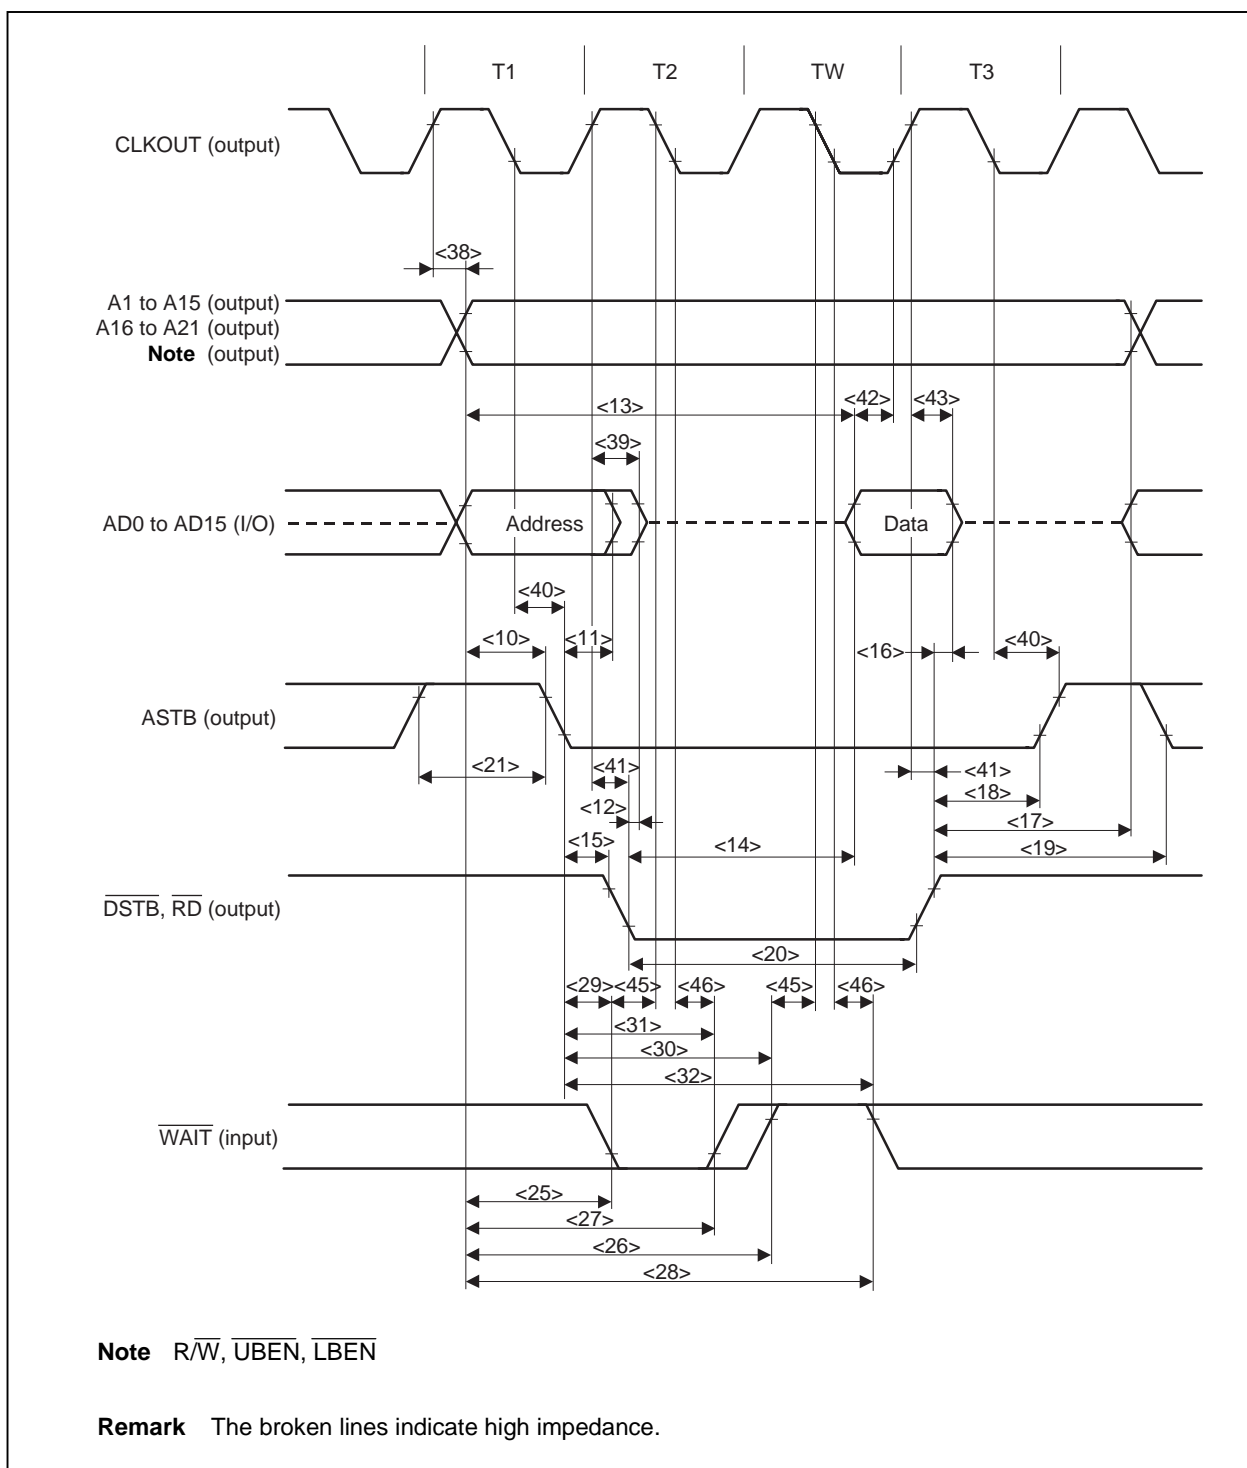 T1 T2 TW T3
CLKOUT (output)
<38>
A1 to A15 (output)
A16 to A21 (output)
Note (output)
<13> <42> <43>
<39>
AD0 to AD15 (I/O) Address Data
<40>
<10> <11> <16> <40>
ASTB (output)
<21> <41> <41>
<18>
<12>
<17>
<15> <14> <19>
DSTB, RD (output)
<20>
<29> <45> <46> <45> <46>
<31>
<30>
<32>
WAIT (input)
<25>
<27>
<26>
<28>
Note R/W, UBEN, LBEN
Remark The broken lines indicate high impedance.